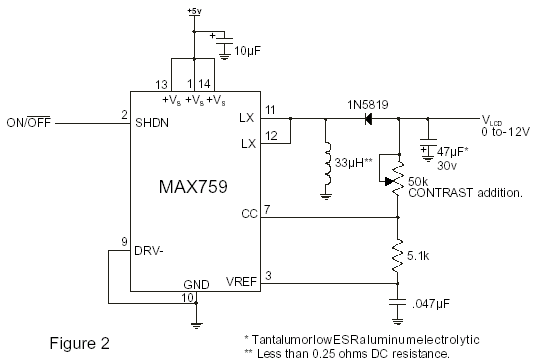 +5v
+
10µF
13 1 14
+Vs +Vs +Vs
ON/OFF
2
SHDN
LX
11
LX
12
1N5819
VLCD
0 to-12V
33µH**
47µF*
+
30v
50k
CONTRAST addition.
MAX759
CC
7
5.1k
9
DRV-
GND
10
VREF
3
.047µF
Figure 2
* TantalumorlowESRaluminumelectrolytic
** Less than 0.25 ohms DC resistance.